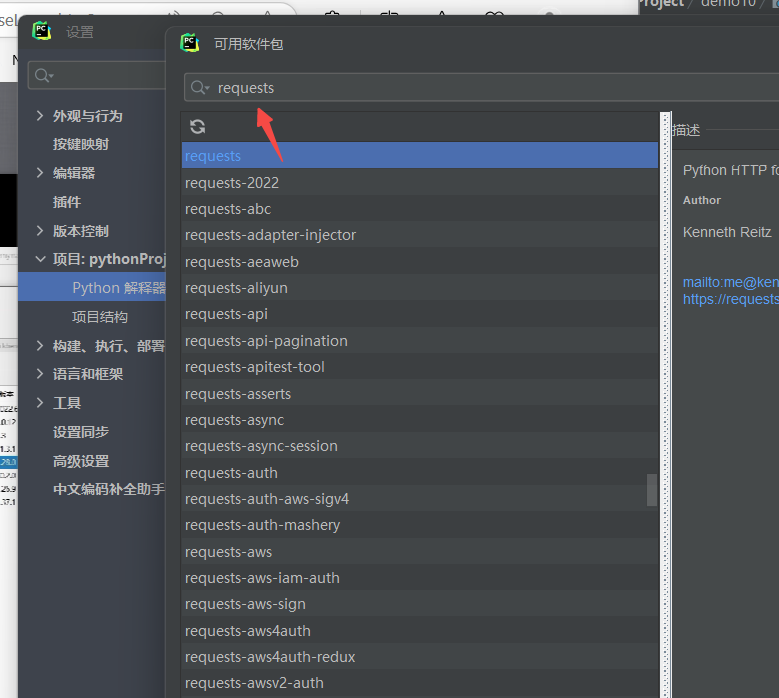 roject / demo10 /
设置
可用软件包
requests
外观与行为
按键映射
编辑器
插件
版本控制
项目: pythonProj
Python 解释器
项目结构
构建、执行、部署
语言和框架
工具
设置同步
高级设置
中文编码补全助手
requests
requests-2022
requests-abc
requests-adapter-injector
requests-aeaweb
requests-aliyun
requests-api
requests-api-pagination
requests-apitest-tool
requests-asserts
requests-async
requests-async-session
requests-auth
requests-auth-aws-sigv4
requests-auth-mashery
requests-aws
requests-aws-iam-auth
requests-aws-sign
requests-aws4auth
requests-aws4auth-redux
requests-awsv2-auth
描述
Python HTTP fo
Author
Kenneth Reitz
mailto:me@ken
https://requests